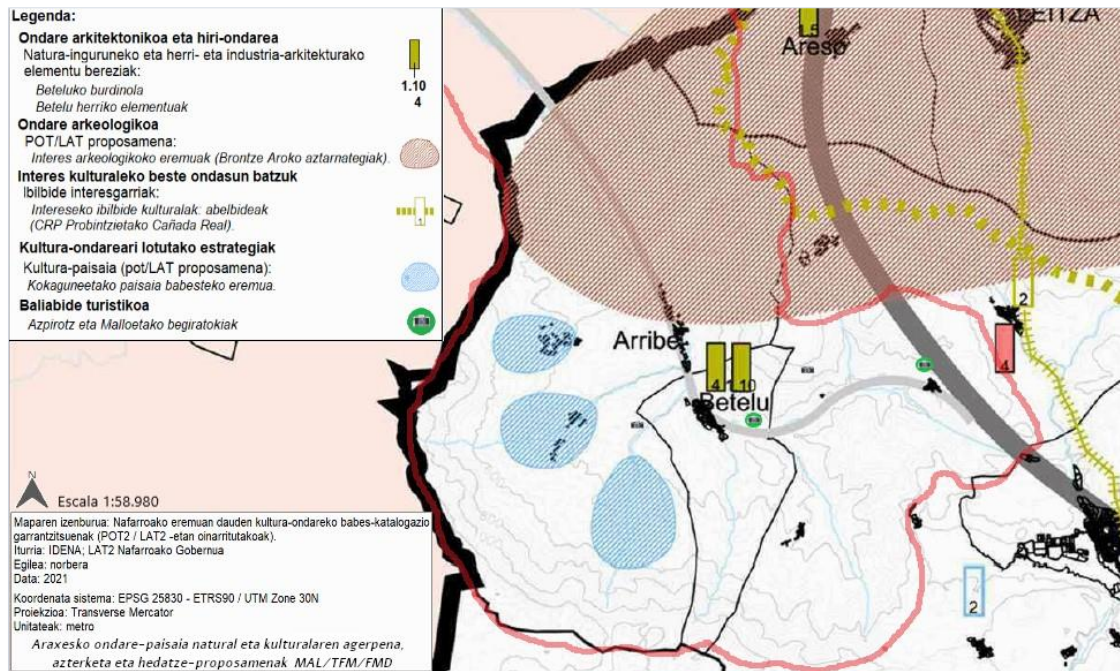 Legenda:
Ondare arkitektonikoa eta hiri-ondarea
Natura-inguruneko eta herri- eta industria-arkitekturako
elementu bereziak:
Beteluko burdinola
Betelu herriko elementuak
1.10
4
Ondare arkeologikoa
POT/LAT proposamena:
Interes arkeologikoko eremuak (Brontze Aroko aztarnategiak).
Interes kulturaleko beste ondasun batzuk
Ibilbide interesgarriak:
Intereseko ibilbide kulturalak: abelbideak
(CRP Probintzietako Cañada Real).
1
Kultura-ondareari lotutako estrategiak
Kultura-paisaia (pot/LAT proposamena):
Kokaguneetako paisaia babesteko eremua.
Baliabide turistikoa
Azpirotz eta Malloetako begiratokiak
N
Escala 1:58.980
Maparen izenburua: Nafarroako eremuan dauden kultura-ondareko babes-katalogazio
garrantzitsuenak (POT2 / LAT2 -etan oinarritutakoak).
Iturria: IDENA; LAT2 Nafarroako Gobernua
Egilea: norbera
Data: 2021
Koordenata sistema: EPSG 25830 - ETRS90 / UTM Zone 30N
Proiekzioa: Transverse Mercator
Unitateak: metro
Araxesko ondare-paisaia natural eta kulturalaren agerpena,
azterketa eta hedatze-proposamenak MAL/TFM/FMD
LEITZA
1.5
Areso
2
Arribe
4
1.10
Betelu
4
2